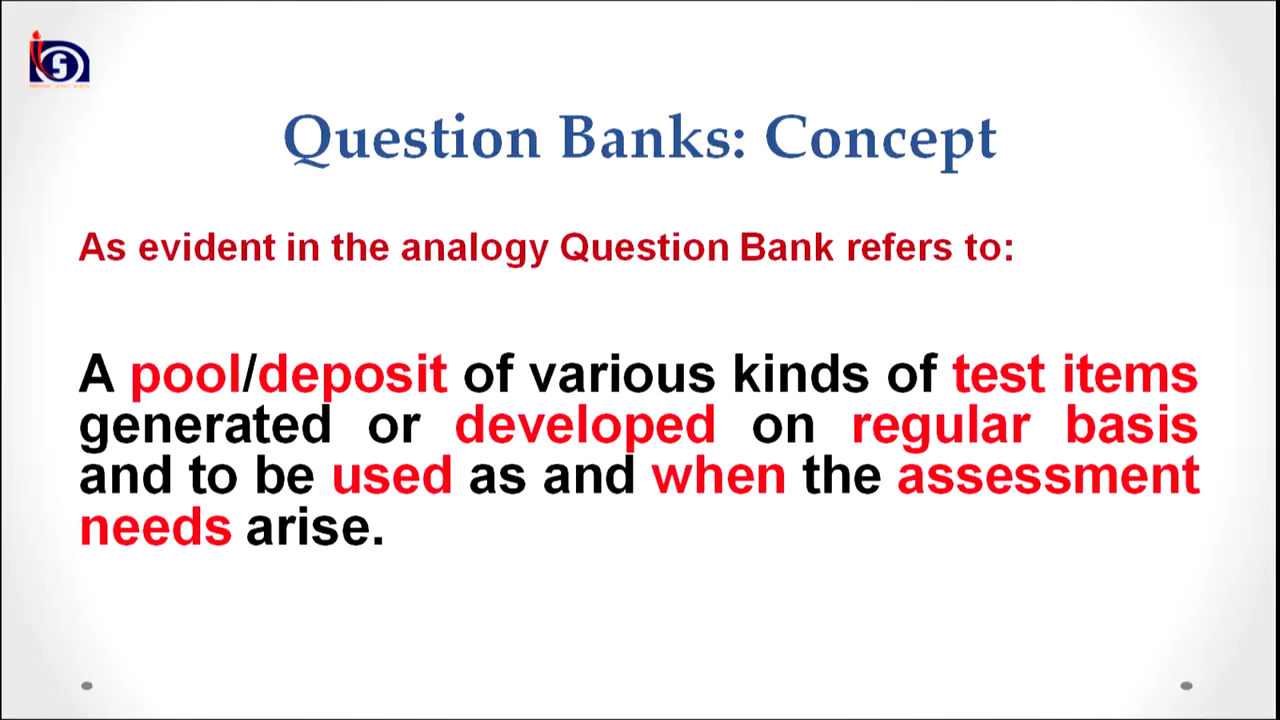 Question Banks: Concept
As evident in the analogy Question Bank refers to:
A pool/deposit of various kinds of test items
generated or developed on regular basis
and to be used as and when the assessment
needs arise.